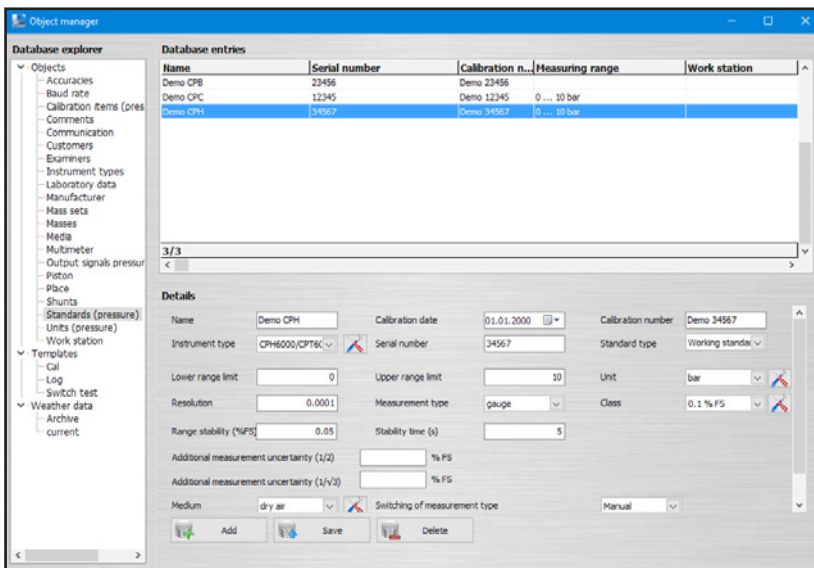 Object manager
Database explorer
Objects
Accuracies
Baud rate
Calibration items (pres
Comments
Communication
Customers
Examiners
Instrument types
Laboratory data
Manufacturer
Mass sets
Masses
Media
Multimeter
Output signals pressur
Piston
Place
Shunts
Standards (pressure)
Units (pressure)
Work station
Templates
Cal
Log
Switch test
Weather data
Archive
current
Database entries
Name Serial number Calibration n... Measuring range Work station
Demo CPB 23456 Demo 23456
Demo CPC 12345 Demo 12345 0 ... 10 bar
Demo CPH 34567 Demo 34567 0 ... 10 bar
3/3
Details
Name Demo CPH Calibration date 01.01.2000 Calibration number Demo 34567
Instrument type CPH6000/CPT6( Serial number 34567 Standard type Working standar
Lower range limit 0 Upper range limit 10 Unit bar
Resolution 0.0001 Measurement type gauge Class 0.1 % FS
Range stability (%FS) 0.05 Stability time (s) 5
Additional measurement uncertainty (1/2) % FS
Additional measurement uncertainty (1/√3) % FS
Medium dry air Switching of measurement type Manual
Add Save Delete